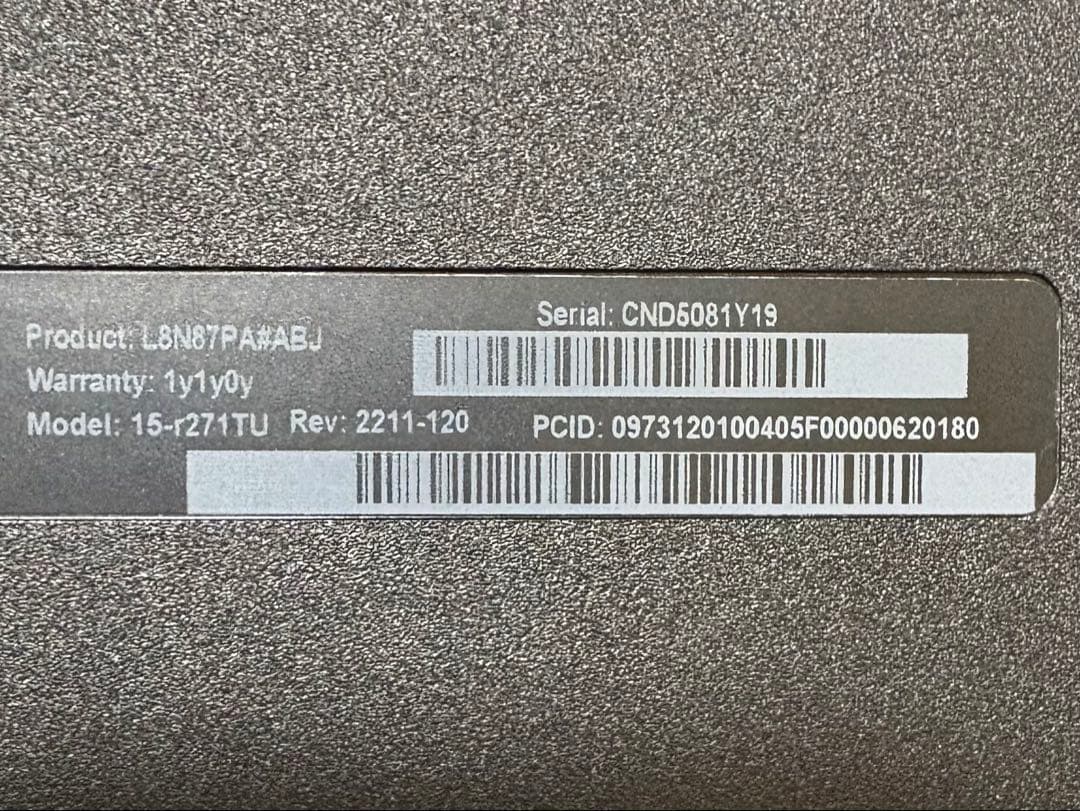 Serial: CND5081Y19
Product: L8N87PA#ABJ
Warranty: 1y1y0y
Model: 15-r271TU Rev: 2211-120 PCID: 0973120100405F00000620180